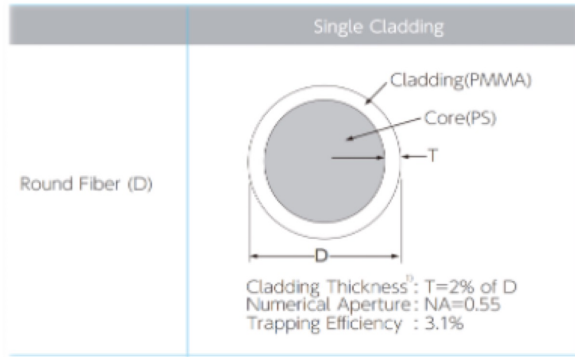 Single Cladding
Cladding(PMMA)
Core(PS)
T
Round Fiber (D)
D
Cladding Thickness¹⁾: T=2% of D
Numerical Aperture : NA=0.55
Trapping Efficiency : 3.1%